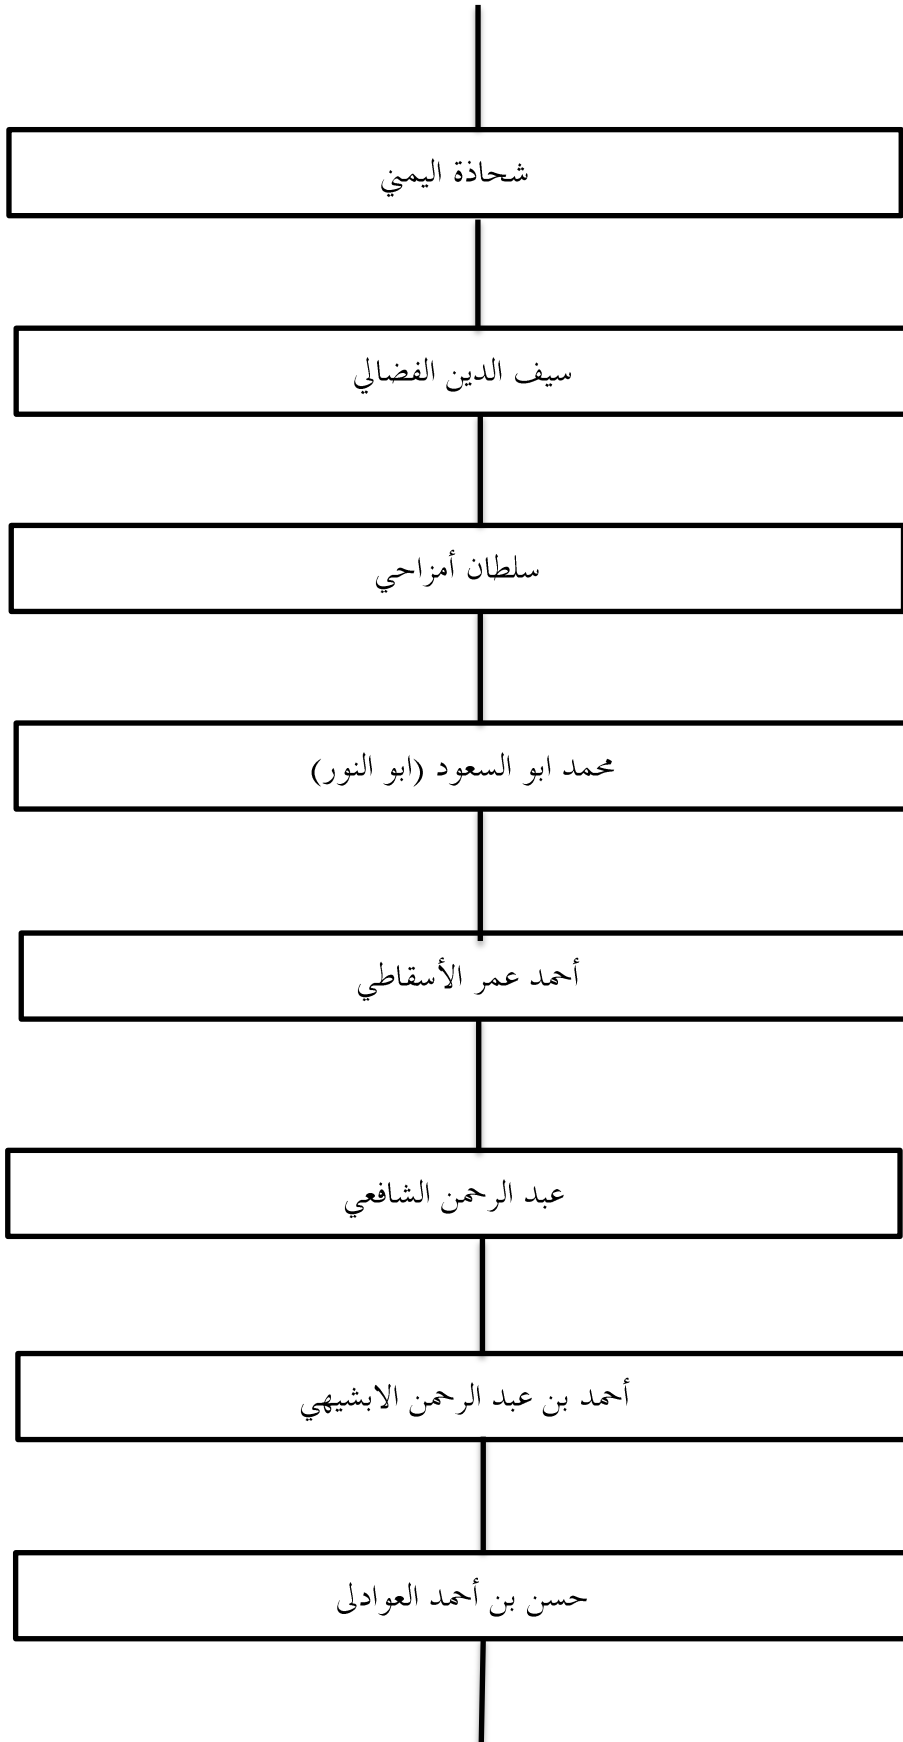 شحاذة اليمني
سيف الدين الفضالي
سلطان أمزاحي
محمد ابو السعود (ابو النور)
أحمد عمر الأسقاطي
عبد الرحمن الشافعي
أحمد بن عبد الرحمن الابشيهي
حسن بن أحمد العوادلى